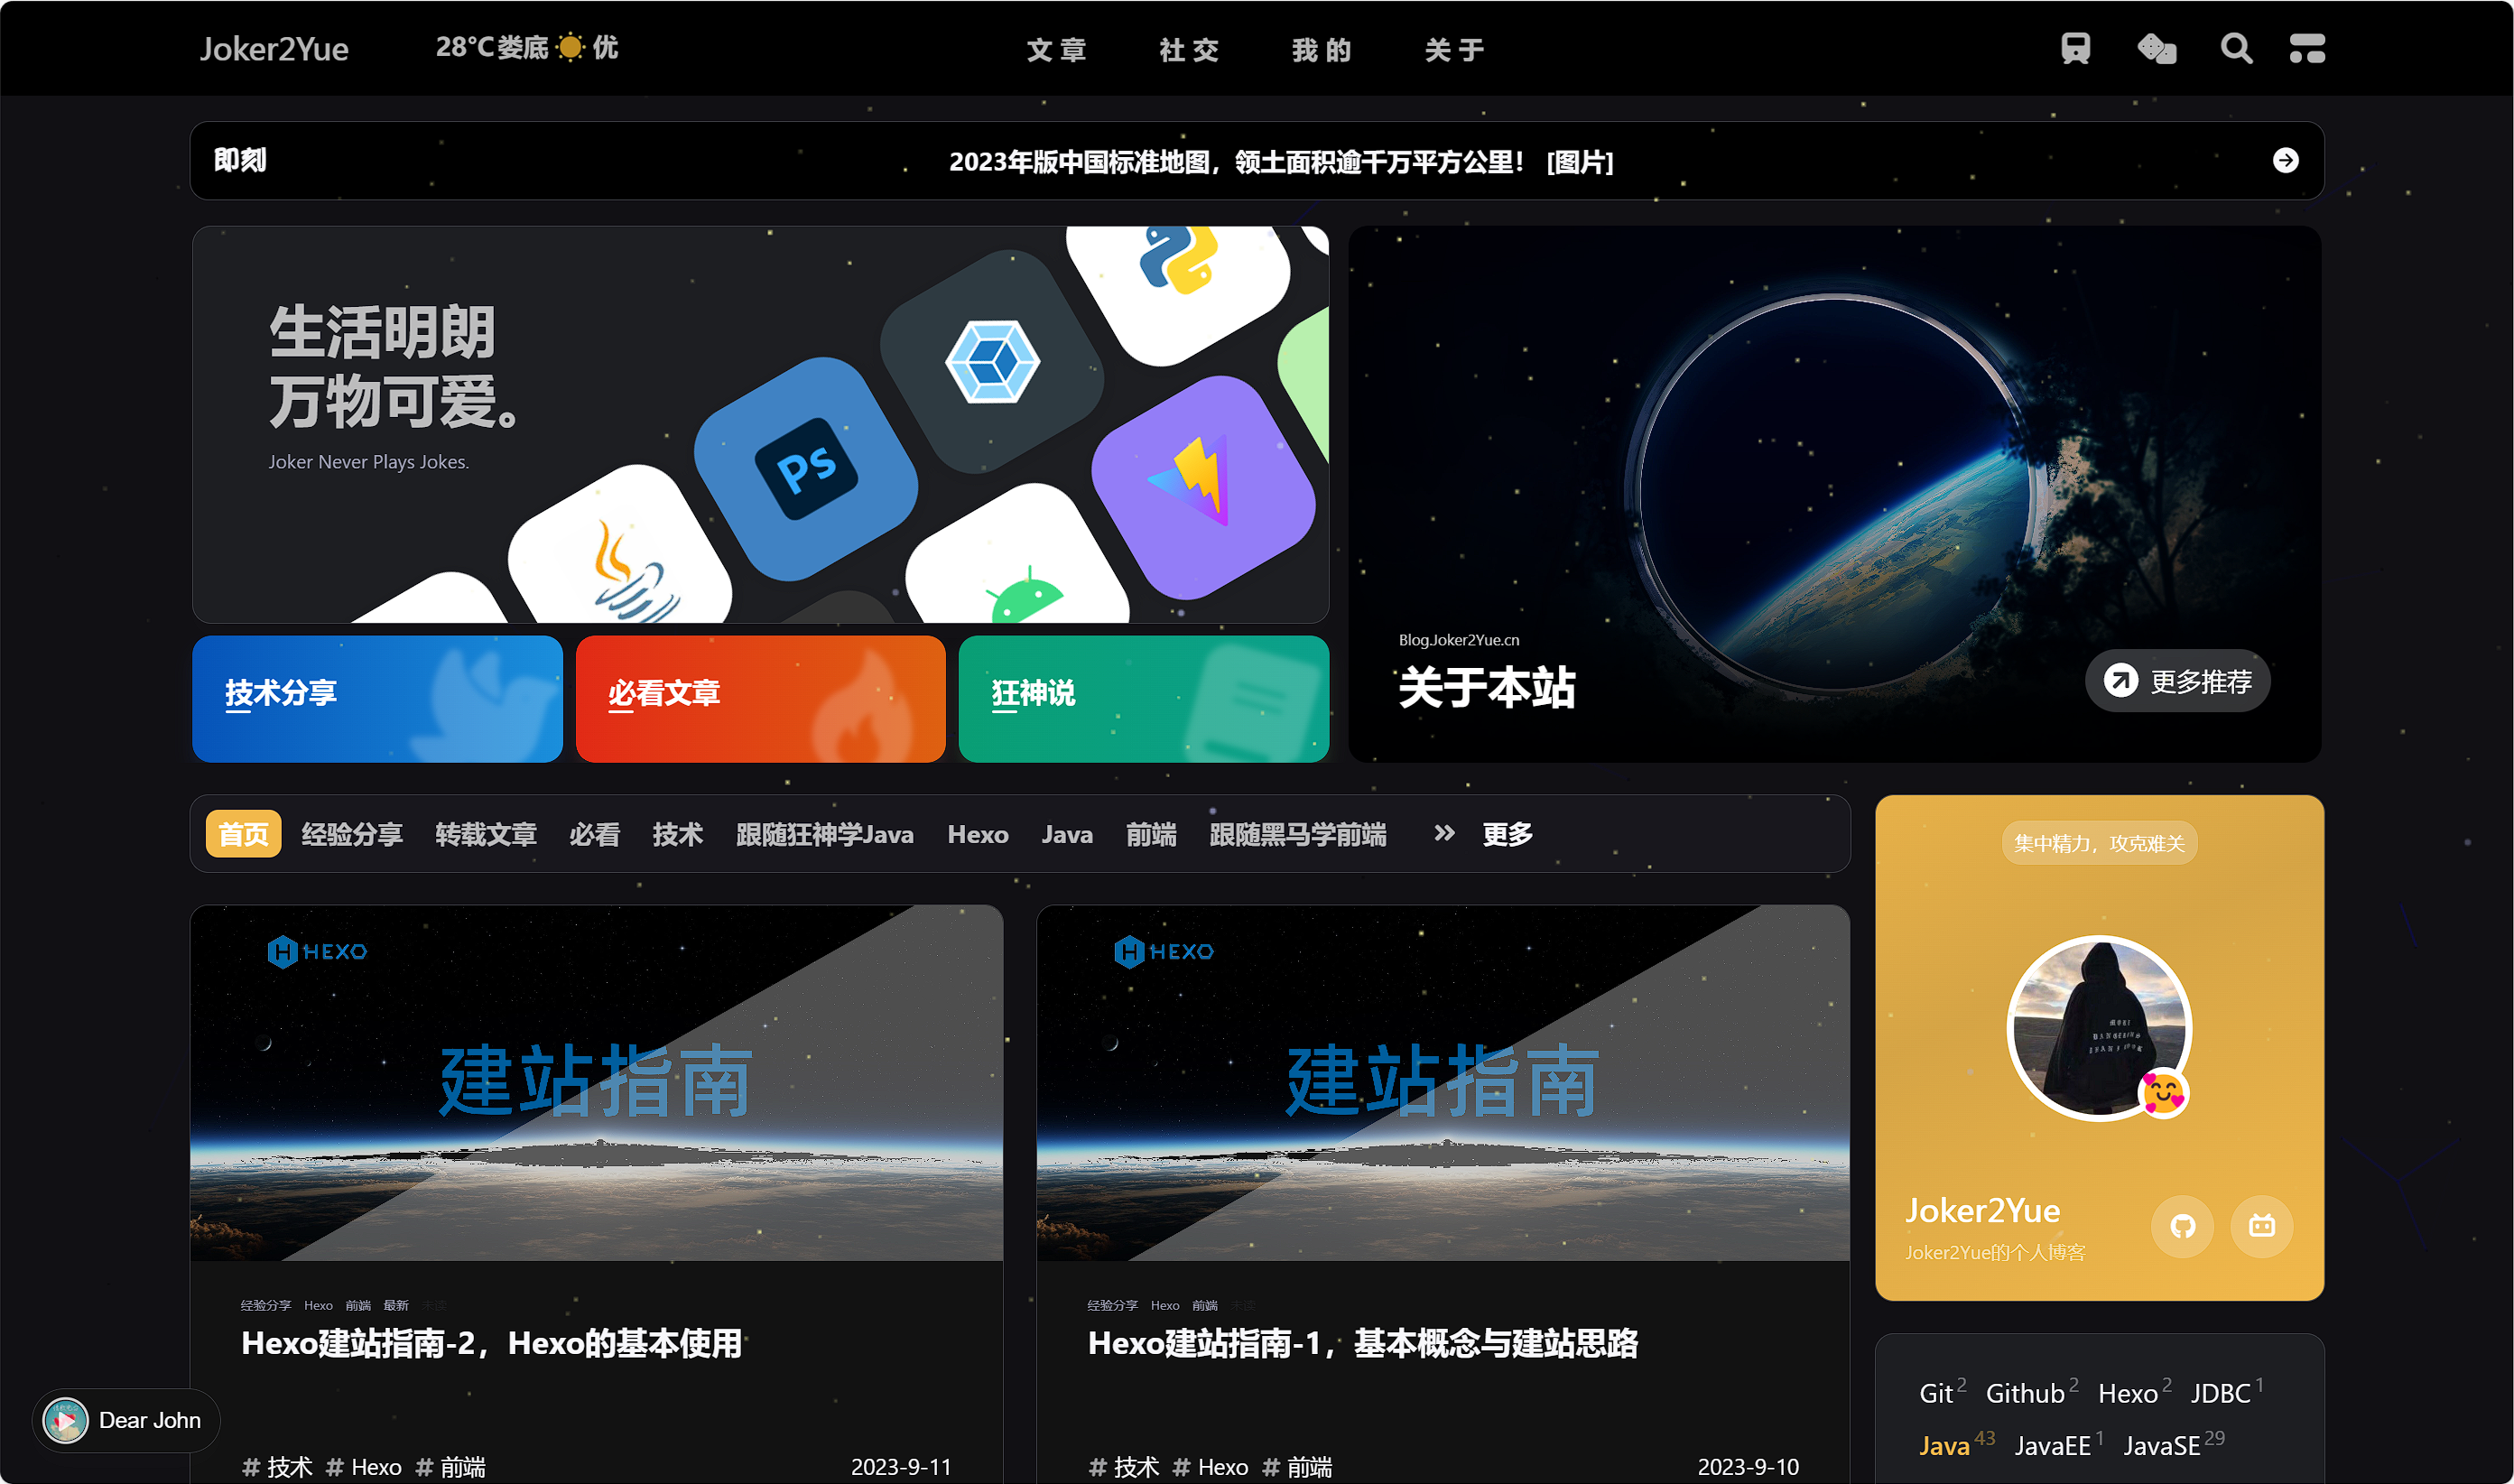 Joker2Yue
28℃娄底 优
文章 社交 我的 关于
即刻
2023年版中国标准地图，领土面积逾千万平方公里！ [图片]
生活明朗
万物可爱。
Joker Never Plays Jokes.
Ps
Blog.Joker2Yue.cn
关于本站
更多推荐
技术分享
必看文章
狂神说
首页 经验分享 转载文章 必看 技术 跟随狂神学Java Hexo Java 前端 跟随黑马学前端 更多
HEXO
建站指南
经验分享 Hexo 前端 最新 未读
Hexo建站指南-2，Hexo的基本使用
# 技术 # Hexo # 前端 2023-9-11
HEXO
建站指南
经验分享 Hexo 前端 未读
Hexo建站指南-1，基本概念与建站思路
# 技术 # Hexo # 前端 2023-9-10
集中精力，攻克难关
Joker2Yue
Joker2Yue的个人博客
Git 2 Github 2 Hexo 2 JDBC 1
Java 43 JavaEE 1 JavaSE 29
Dear John